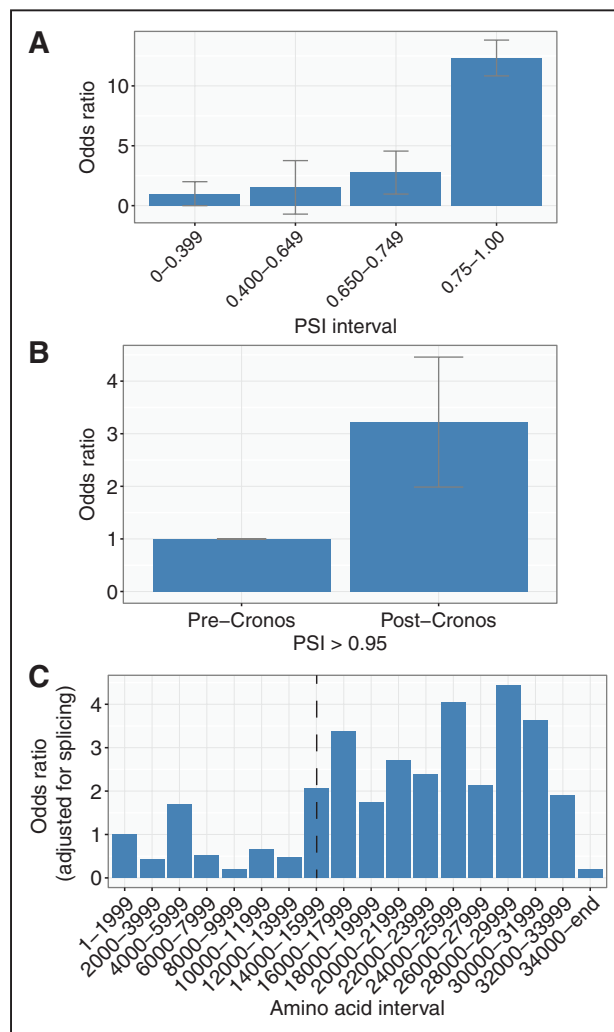 A
Odds ratio
10
5
0
0−0.399
0.400−0.649
0.650−0.749
0.75−1.00
PSI interval
B
Odds ratio
4
3
2
1
0
Pre−Cronos
Post−Cronos
PSI > 0.95
C
Odds ratio
(adjusted for splicing)
4
3
2
1
0
1−1999
2000−3999
4000−5999
6000−7999
8000−9999
10000−11999
12000−13999
14000−15999
16000−17999
18000−19999
20000−21999
22000−23999
24000−25999
26000−27999
28000−29999
30000−31999
32000−33999
34000−end
Amino acid interval